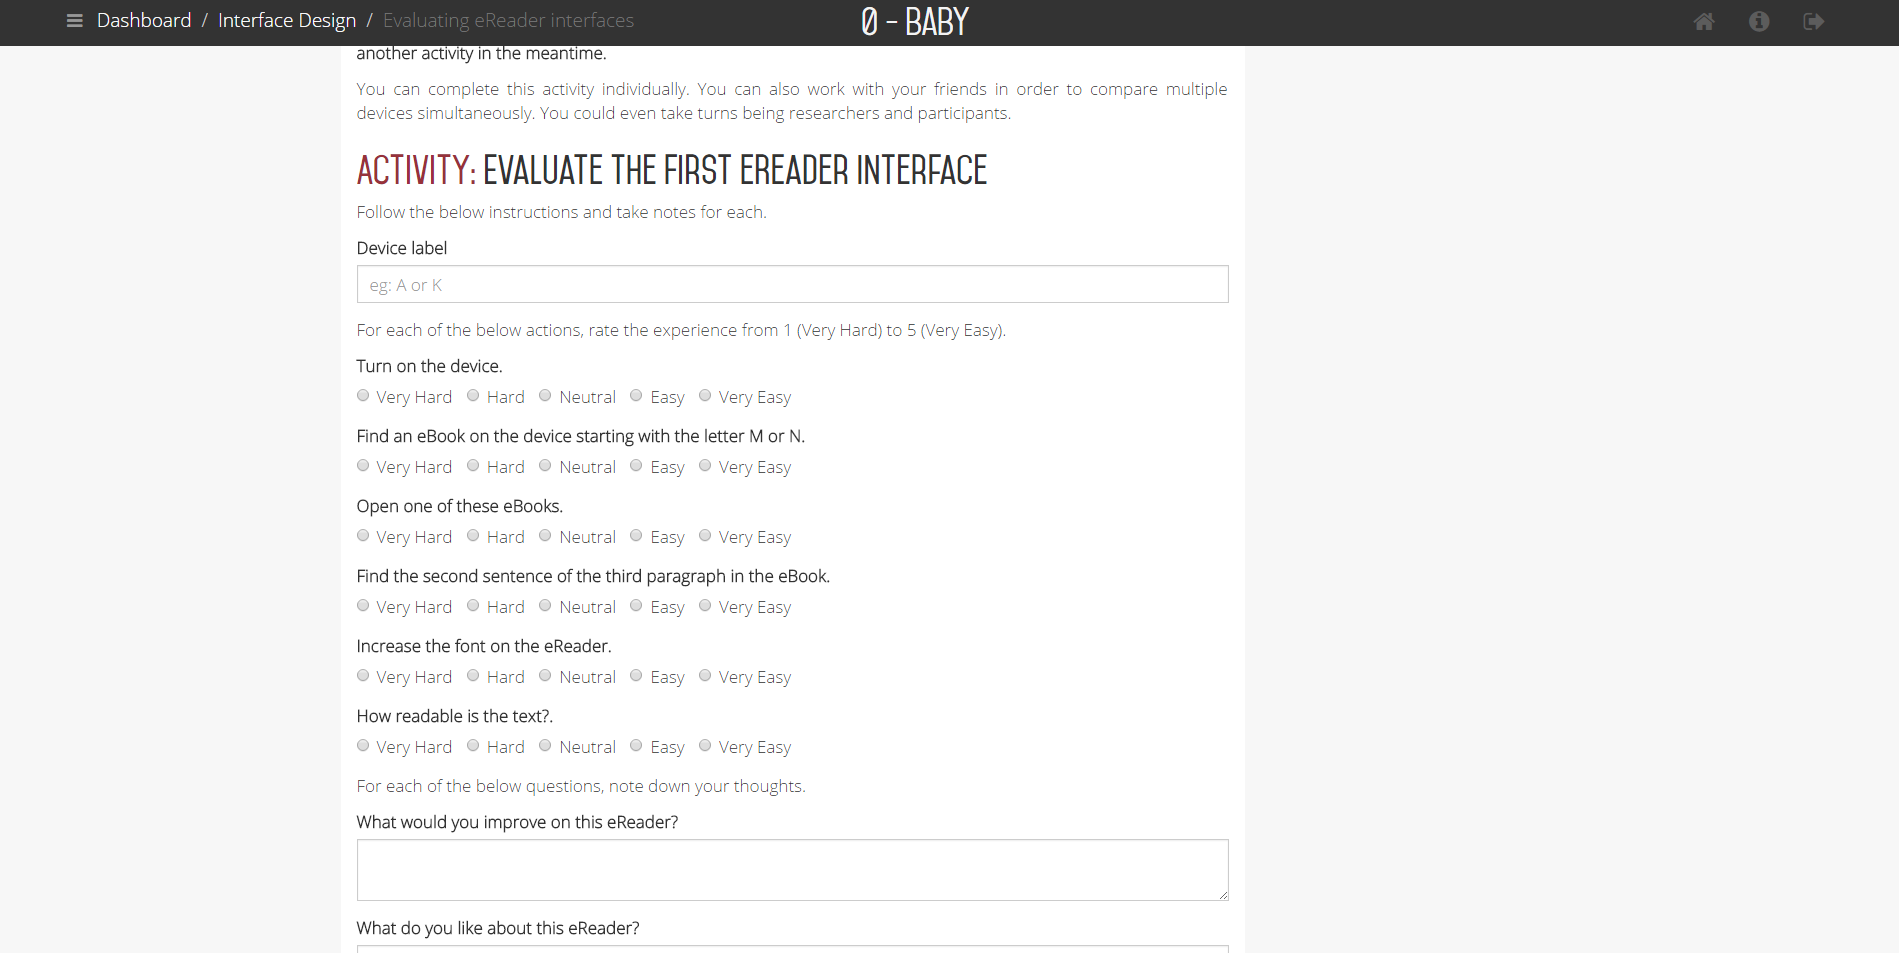 Dashboard / Interface Design / Evaluating eReader interfaces
0 - BABY
another activity in the meantime.
You can complete this activity individually. You can also work with your friends in order to compare multiple
devices simultaneously. You could even take turns being researchers and participants.
ACTIVITY: EVALUATE THE FIRST EREADER INTERFACE
Follow the below instructions and take notes for each.
Device label
eg: A or K
For each of the below actions, rate the experience from 1 (Very Hard) to 5 (Very Easy).
Turn on the device.
Very Hard Hard Neutral Easy Very Easy
Find an eBook on the device starting with the letter M or N.
Very Hard Hard Neutral Easy Very Easy
Open one of these eBooks.
Very Hard Hard Neutral Easy Very Easy
Find the second sentence of the third paragraph in the eBook.
Very Hard Hard Neutral Easy Very Easy
Increase the font on the eReader.
Very Hard Hard Neutral Easy Very Easy
How readable is the text?.
Very Hard Hard Neutral Easy Very Easy
For each of the below questions, note down your thoughts.
What would you improve on this eReader?
What do you like about this eReader?